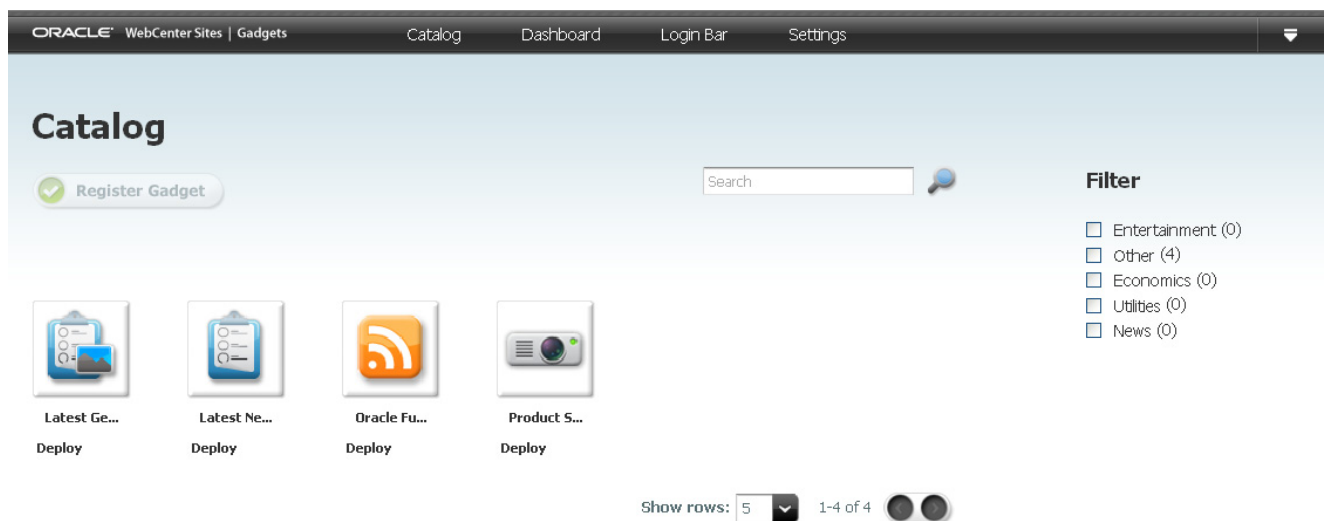 ORACLE WebCenter Sites | Gadgets Catalog Dashboard Login Bar Settings
Catalog
Register Gadget
Search
Filter
Entertainment (0)
Other (4)
Economics (0)
Utilities (0)
News (0)
Latest Ge... Latest Ne... Oracle Fu... Product S...
Deploy Deploy Deploy Deploy
Show rows: 5 1-4 of 4